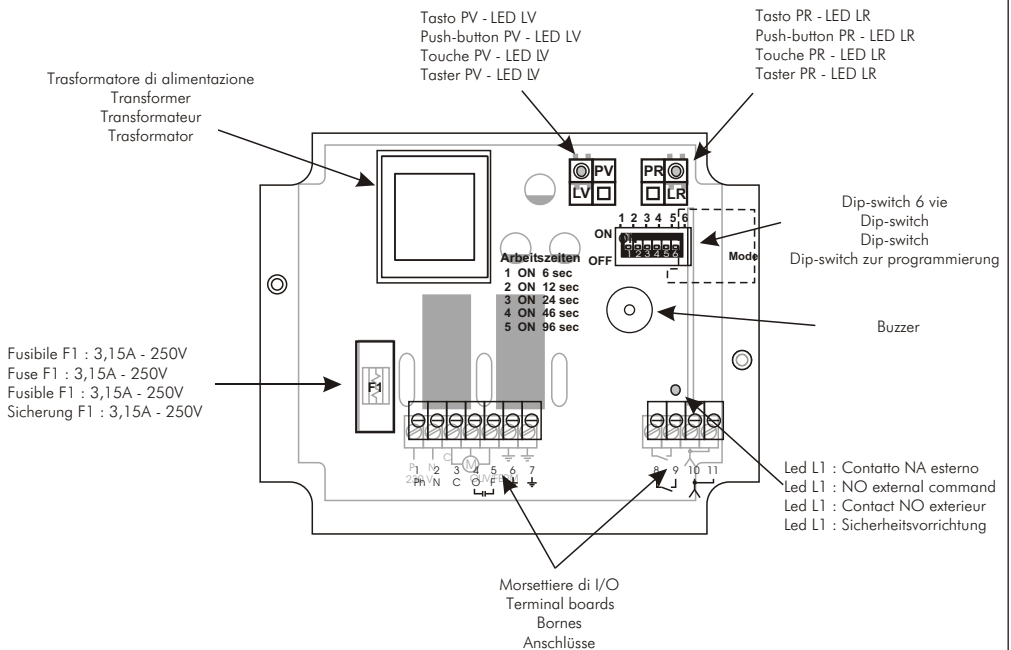 Tasto PV - LED LV
Push-button PV - LED LV
Touche PV - LED LV
Taster PV - LED LV
Tasto PR - LED LR
Push-button PR - LED LR
Touche PR - LED LR
Taster PR - LED LR
Trasformatore di alimentazione
Transformer
Transformateur
Trasformator
PV
LV
PR
LR
Dip-switch 6 vie
Dip-switch
Dip-switch
Dip-switch zur programmierung
1 2 3 4 5 6
ON
OFF
1 2 3 4 5 6
Mode
Arbeitszeiten
1 ON 6 sec
2 ON 12 sec
3 ON 24 sec
4 ON 46 sec
5 ON 96 sec
Buzzer
Fusibile F1 : 3,15A - 250V
Fuse F1 : 3,15A - 250V
Fusible F1 : 3,15A - 250V
Sicherung F1 : 3,15A - 250V
F1
P N C M
1 2 3 4 5 6 7
Ph N C O F
8 9 10 11
Led L1 : Contatto NA esterno
Led L1 : NO external command
Led L1 : Contact NO exterieur
Led L1 : Sicherheitsvorrichtung
Morsettiere di I/O
Terminal boards
Bornes
Anschlüsse